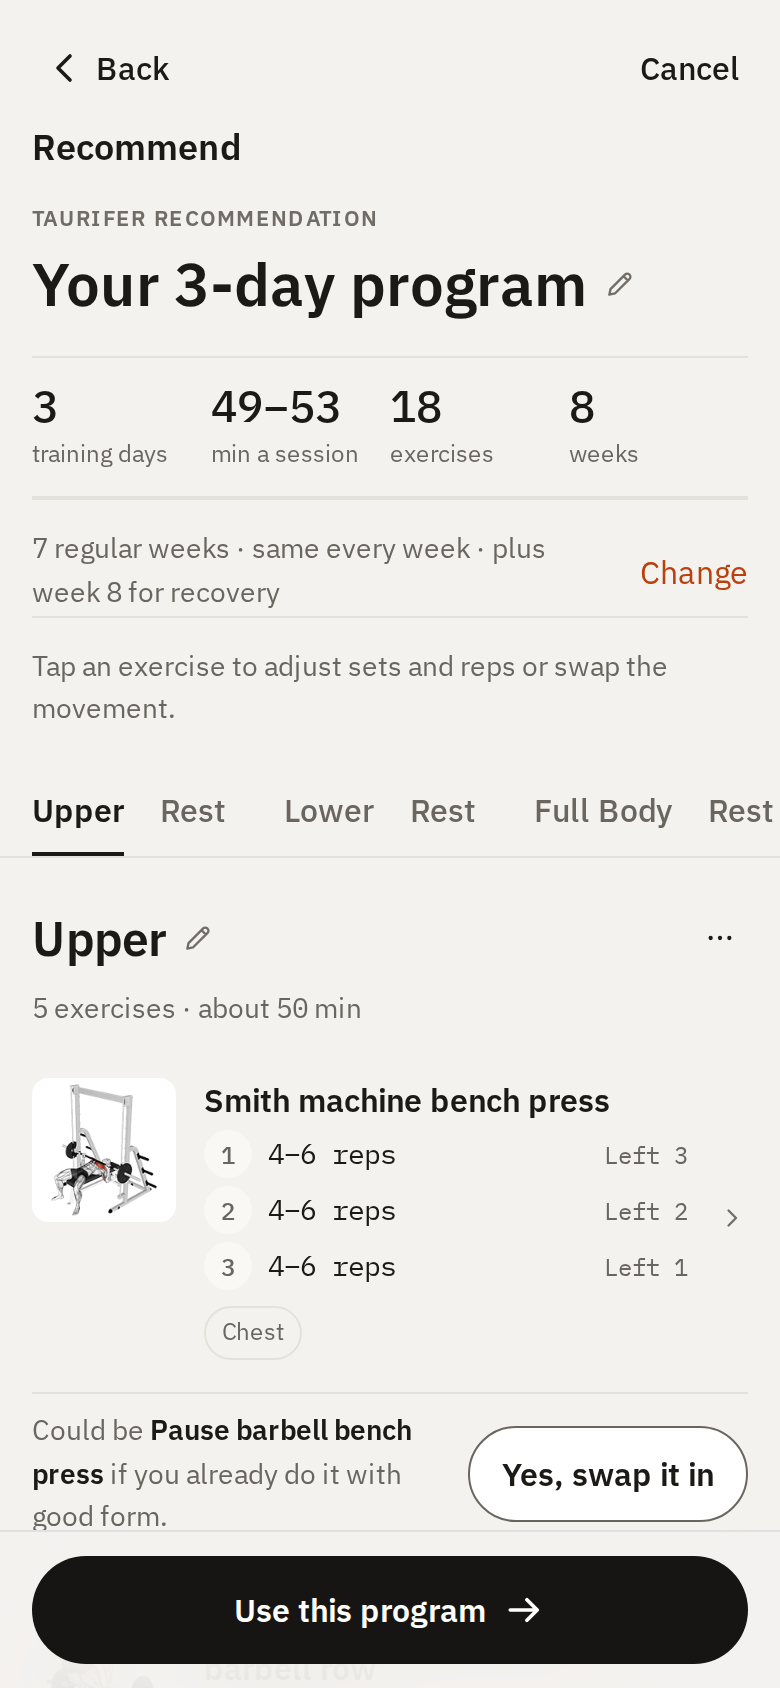 Back
Cancel
Recommend
TAURIFER RECOMMENDATION
Your 3-day program
3
49–53
18
8
training days
min a session
exercises
weeks
7 regular weeks · same every week · plus
week 8 for recovery
Change
Tap an exercise to adjust sets and reps or swap the
movement.
Upper
Rest
Lower
Rest
Full Body
Rest
Upper
5 exercises · about 50 min
Smith machine bench press
1 4–6 reps Left 3
2 4–6 reps Left 2
3 4–6 reps Left 1
Chest
Could be Pause barbell bench
press if you already do it with
good form.
Yes, swap it in
Use this program
barbell row